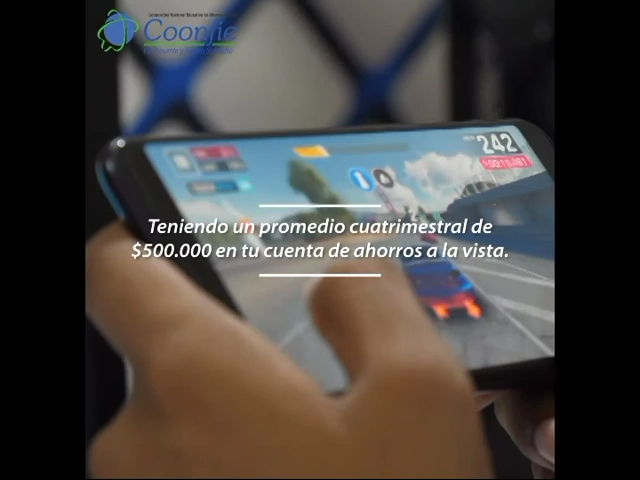 Coonfie
242
Teniendo un promedio cuatrimestral de
$500.000 en tu cuenta de ahorros a la vista.